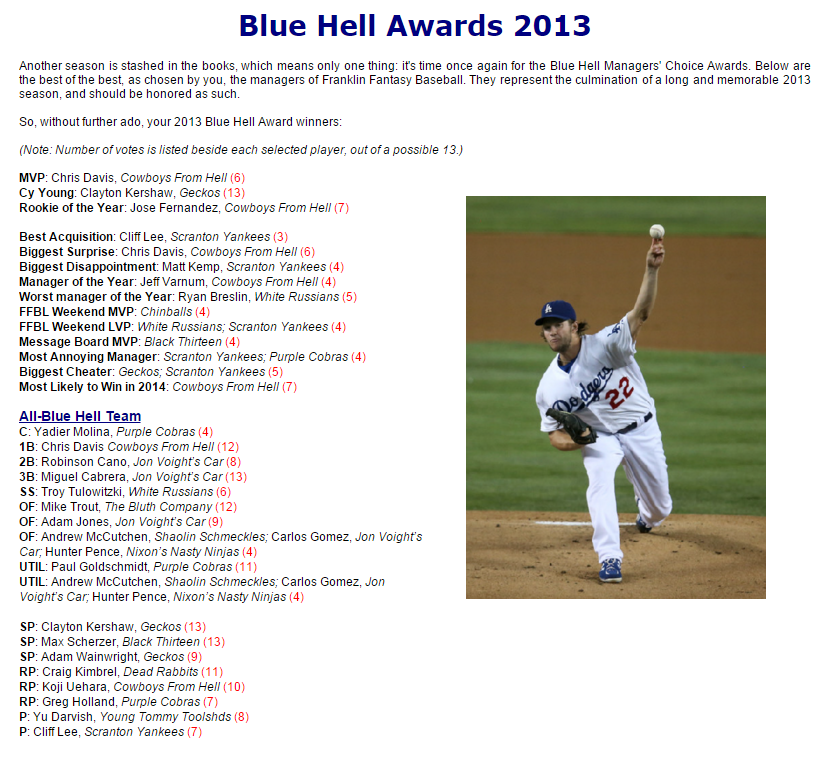 Blue Hell Awards 2013
Another season is stashed in the books, which means only one thing: it's time once again for the Blue Hell Managers' Choice Awards. Below are
the best of the best, as chosen by you, the managers of Franklin Fantasy Baseball. They represent the culmination of a long and memorable 2013
season, and should be honored as such.
So, without further ado, your 2013 Blue Hell Award winners:
(Note: Number of votes is listed beside each selected player, out of a possible 13.)
MVP: Chris Davis, Cowboys From Hell (6)
Cy Young: Clayton Kershaw, Geckos (13)
Rookie of the Year: Jose Fernandez, Cowboys From Hell (7)
Best Acquisition: Cliff Lee, Scranton Yankees (3)
Biggest Surprise: Chris Davis, Cowboys From Hell (6)
Biggest Disappointment: Matt Kemp, Scranton Yankees (4)
Manager of the Year: Jeff Varnum, Cowboys From Hell (4)
Worst manager of the Year: Ryan Breslin, White Russians (5)
FFBL Weekend MVP: Chinballs (4)
FFBL Weekend LVP: White Russians; Scranton Yankees (4)
Message Board MVP: Black Thirteen (4)
Most Annoying Manager: Scranton Yankees; Purple Cobras (4)
Biggest Cheater: Geckos; Scranton Yankees (5)
Most Likely to Win in 2014: Cowboys From Hell (7)
All-Blue Hell Team
C: Yadier Molina, Purple Cobras (4)
1B: Chris Davis Cowboys From Hell (12)
2B: Robinson Cano, Jon Voight's Car (8)
3B: Miguel Cabrera, Jon Voight's Car (13)
SS: Troy Tulowitzki, White Russians (6)
OF: Mike Trout, The Bluth Company (12)
OF: Adam Jones, Jon Voight's Car (9)
OF: Andrew McCutchen, Shaolin Schmeckles; Carlos Gomez, Jon Voight's
Car; Hunter Pence, Nixon's Nasty Ninjas (4)
UTIL: Paul Goldschmidt, Purple Cobras (11)
UTIL: Andrew McCutchen, Shaolin Schmeckles; Carlos Gomez, Jon
Voight's Car; Hunter Pence, Nixon's Nasty Ninjas (4)
SP: Clayton Kershaw, Geckos (13)
SP: Max Scherzer, Black Thirteen (13)
SP: Adam Wainwright, Geckos (9)
RP: Craig Kimbrel, Dead Rabbits (11)
RP: Koji Uehara, Cowboys From Hell (10)
RP: Greg Holland, Purple Cobras (7)
P: Yu Darvish, Young Tommy Toolshds (8)
P: Cliff Lee, Scranton Yankees (7)
LA
Dodgers
22